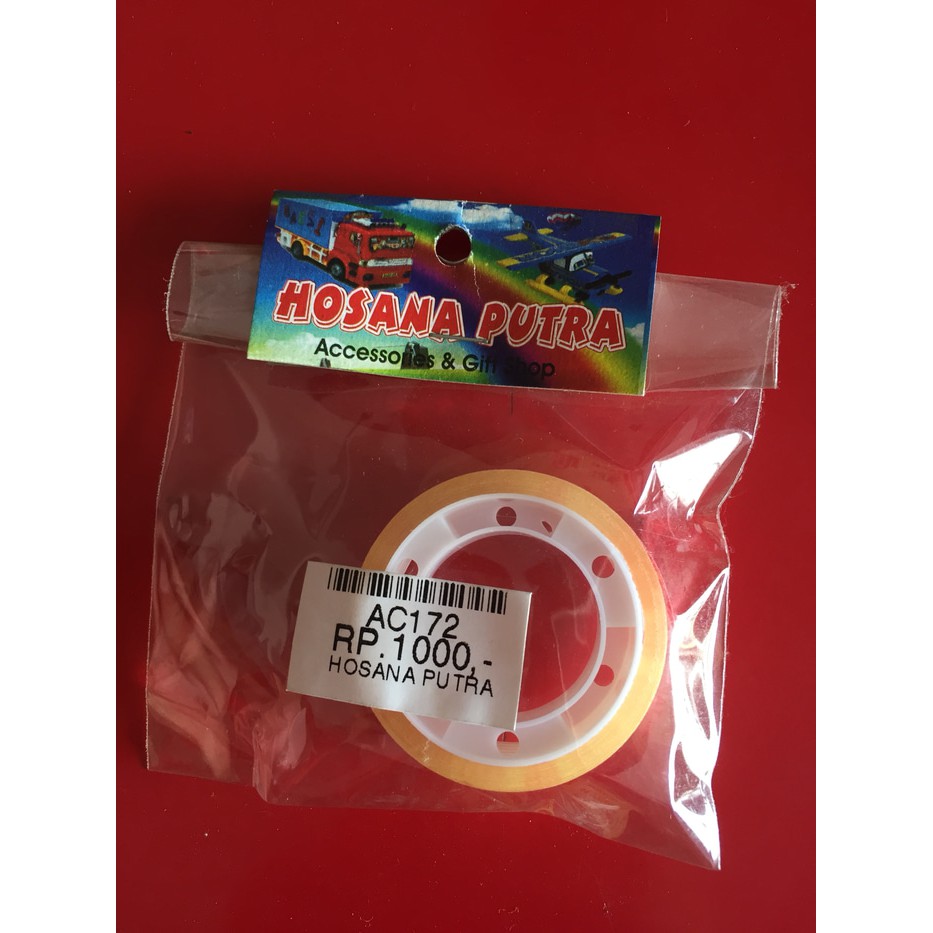 HOSANA PUTRA
Accessories & Gift Shop
AC172
RP.1000,-
HOSANA PUTRA